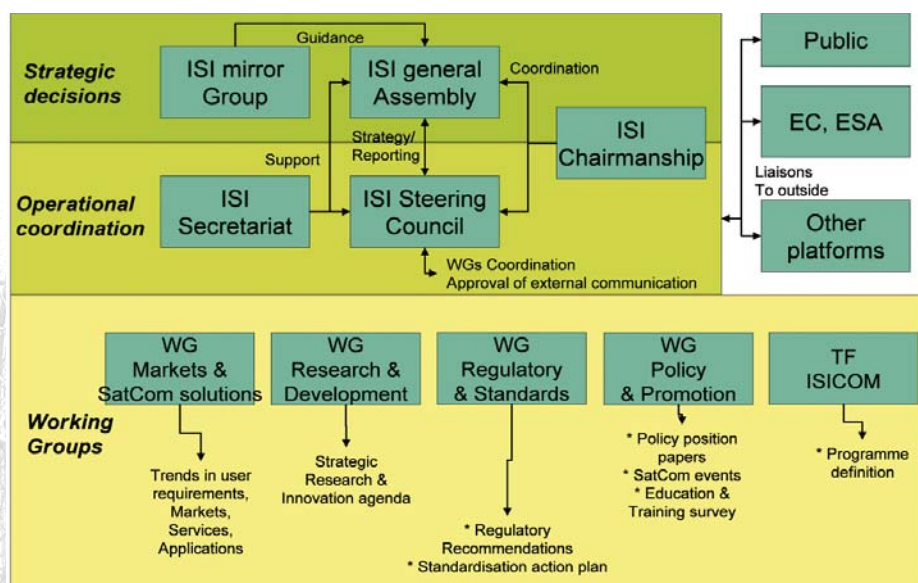 Guidance
Strategic
decisions
ISI mirror
Group
ISI general
Assembly
Coordination
Public
EC, ESA
ISI
Chairmanship
Support
Strategy/
Reporting
Liaisons
To outside
Operational
coordination
ISI
Secretariat
ISI Steering
Council
Other
platforms
WGs Coordination
Approval of external communication
WG
Markets &
SatCom solutions
WG
Research &
Development
WG
Regulatory
& Standards
WG
Policy
& Promotion
TF
ISICOM
Working
Groups
Trends in user
requirements,
Markets,
Services,
Applications
Strategic
Research &
Innovation agenda
* Regulatory
Recommendations
* Standardisation action plan
* Policy position
papers
* SatCom events
* Education &
Training survey
* Programme
definition